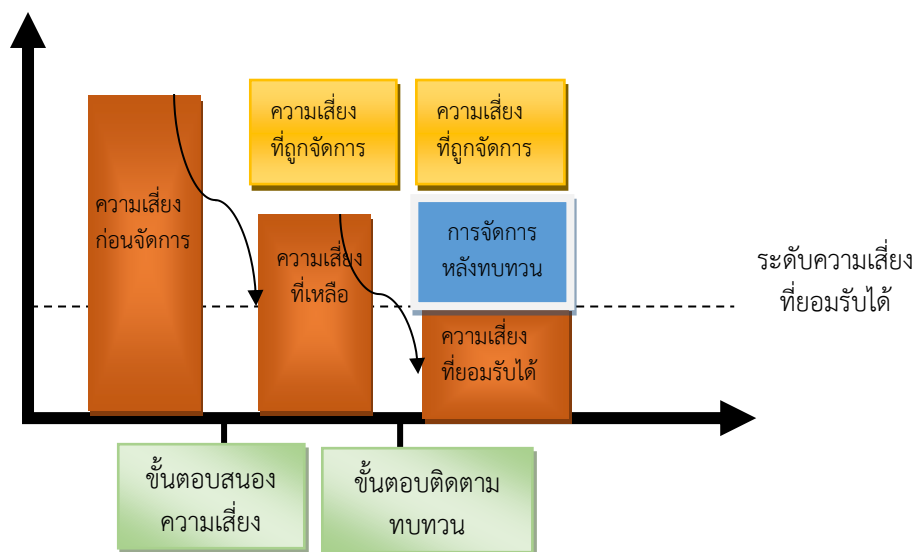 ความเสี่ยง
ก่อนจัดการ
ความเสี่ยง
ที่ถูกจัดการ
ความเสี่ยง
ที่เหลือ
ความเสี่ยง
ที่ถูกจัดการ
การจัดการ
หลังทบทวน
ความเสี่ยง
ที่ยอมรับได้
ระดับความเสี่ยง
ที่ยอมรับได้
ขั้นตอบสนอง
ความเสี่ยง
ขั้นตอบติดตาม
ทบทวน